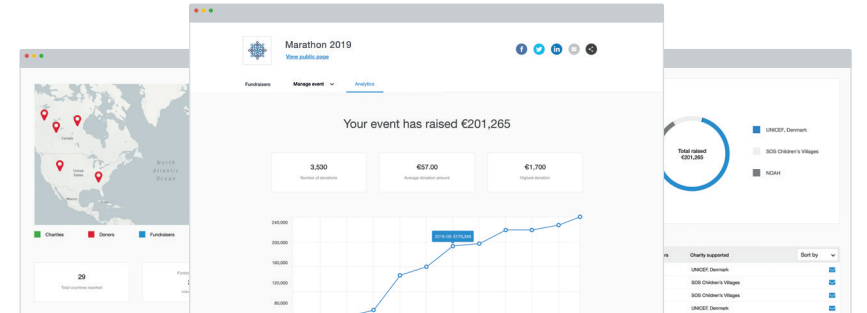 Marathon 2019
View public page
Fundraisers
Manage event
Analytics
Your event has raised €201,265
3,530
Number of donations
€57.00
Average donation amount
€1,700
Highest donation
240,000
200,000
160,000
120,000
80,000
Canada
United
States
Mexico
North
Atlantic
Ocean
Charities
Donors
Fundraisers
29
Total countries reached
Total raised
€201,265
UNICEF, Denmark
SOS Children's Villages
NOAH
Charity supported
Sort by
UNICEF, Denmark
SOS Children's Villages
SOS Children's Villages
UNICEF, Denmark